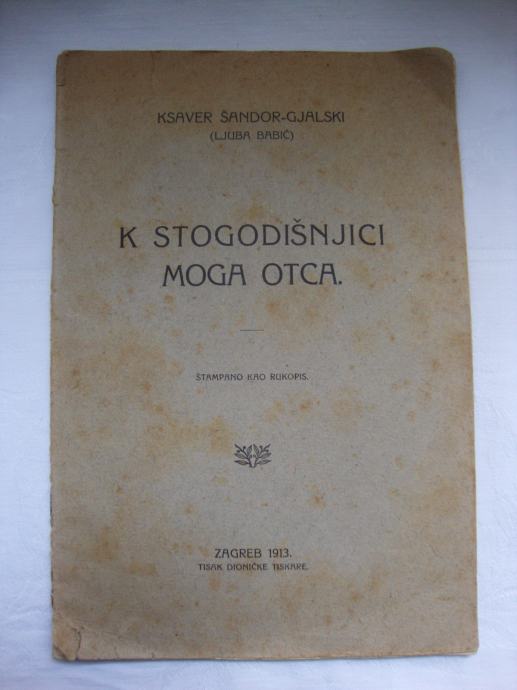 KSAVER ŠANDOR-GJALSKI
(LJUBA BABIĆ)
K STOGODIŠNJICI
MOGA OTCA.
ŠTAMPANO KAO RUKOPIS.
ZAGREB 1913.
TISAK DIONIČKE TISKARE.